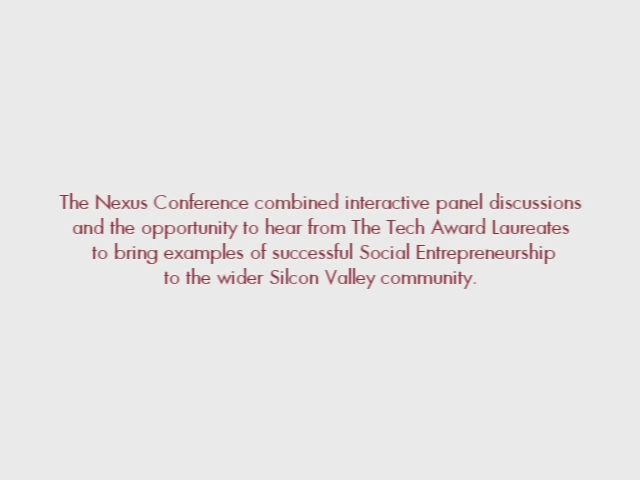 The Nexus Conference combined interactive panel discussions
and the opportunity to hear from The Tech Award Laureates
to bring examples of successful Social Entrepreneurship
to the wider Silcon Valley community.